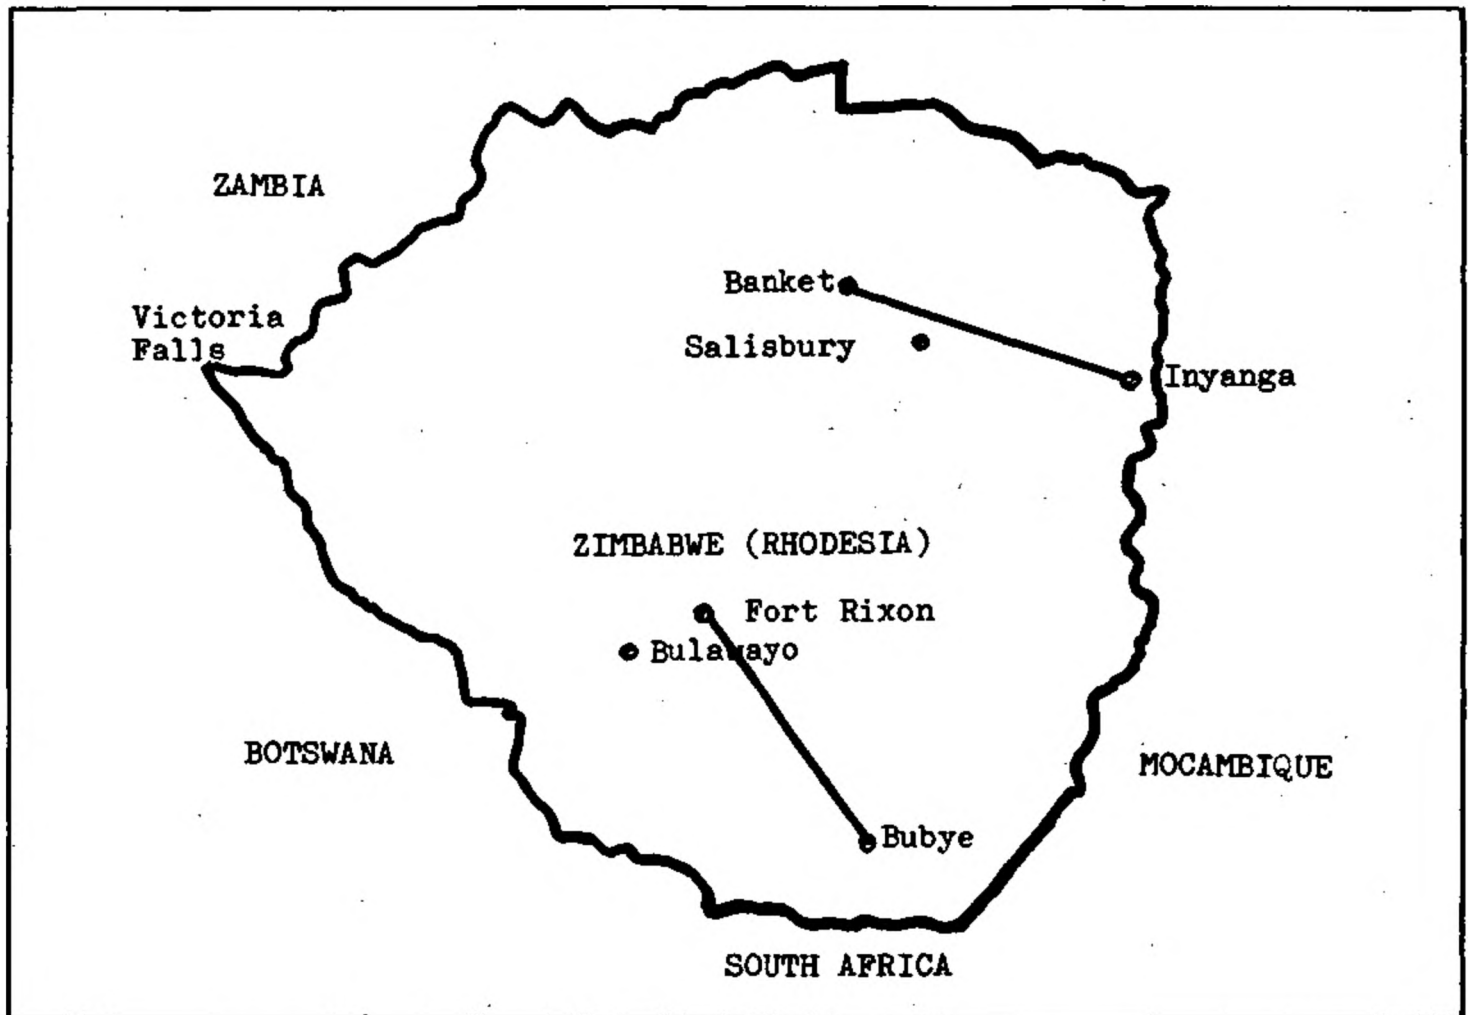 ZAMBIA
Banket
Victoria
Falls
Salisbury
Inyanga
ZIMBABWE (RHODESIA)
Fort Rixon
Bulawayo
BOTSWANA
MOCAMBIQUE
Bubye
SOUTH AFRICA